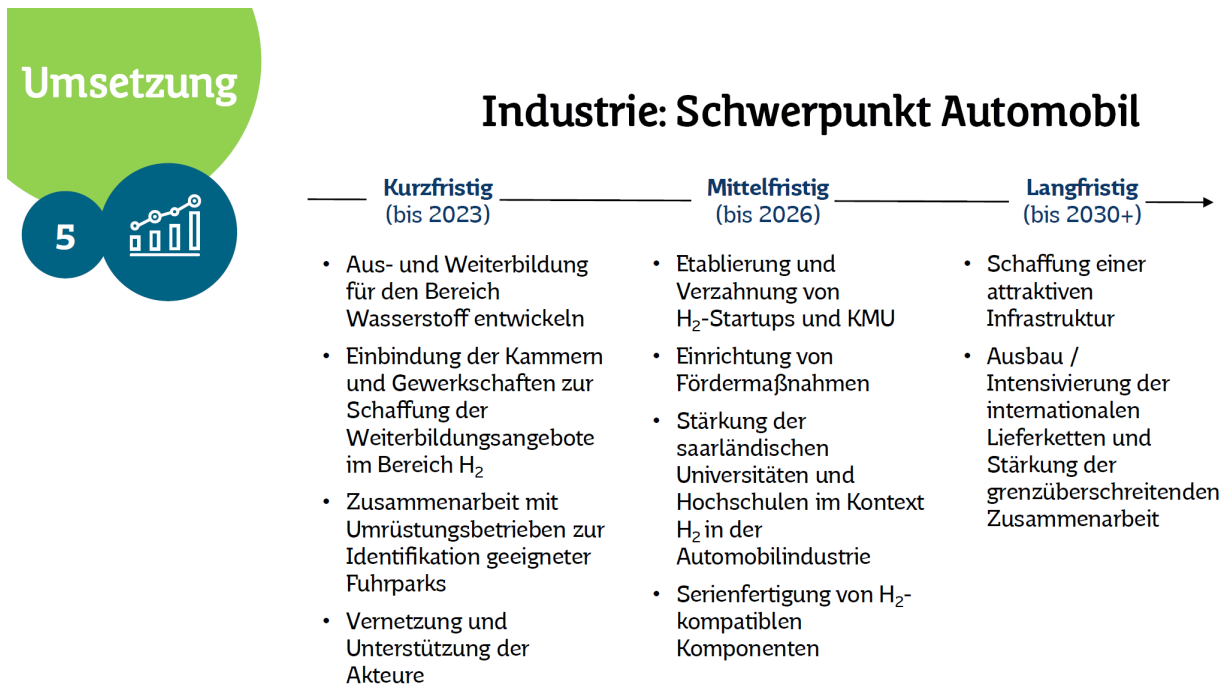 Umsetzung
5
Industrie: Schwerpunkt Automobil
Kurzfristig
(bis 2023)
• Aus- und Weiterbildung
für den Bereich
Wasserstoff entwickeln
• Einbindung der Kammern
und Gewerkschaften zur
Schaffung der
Weiterbildungsangebote
im Bereich H₂
• Zusammenarbeit mit
Umrüstungsbetrieben zur
Identifikation geeigneter
Fuhrparks
• Vernetzung und
Unterstützung der
Akteure
Mittelfristig
(bis 2026)
• Etablierung und
Verzahnung von
H₂-Startups und KMU
• Einrichtung von
Fördermaßnahmen
• Stärkung der
saarländischen
Universitäten und
Hochschulen im Kontext
H₂ in der
Automobilindustrie
• Serienfertigung von H₂-
kompatiblen
Komponenten
Langfristig
(bis 2030+)
• Schaffung einer
attraktiven
Infrastruktur
• Ausbau /
Intensivierung der
internationalen
Lieferketten und
Stärkung der
grenzüberschreitenden
Zusammenarbeit